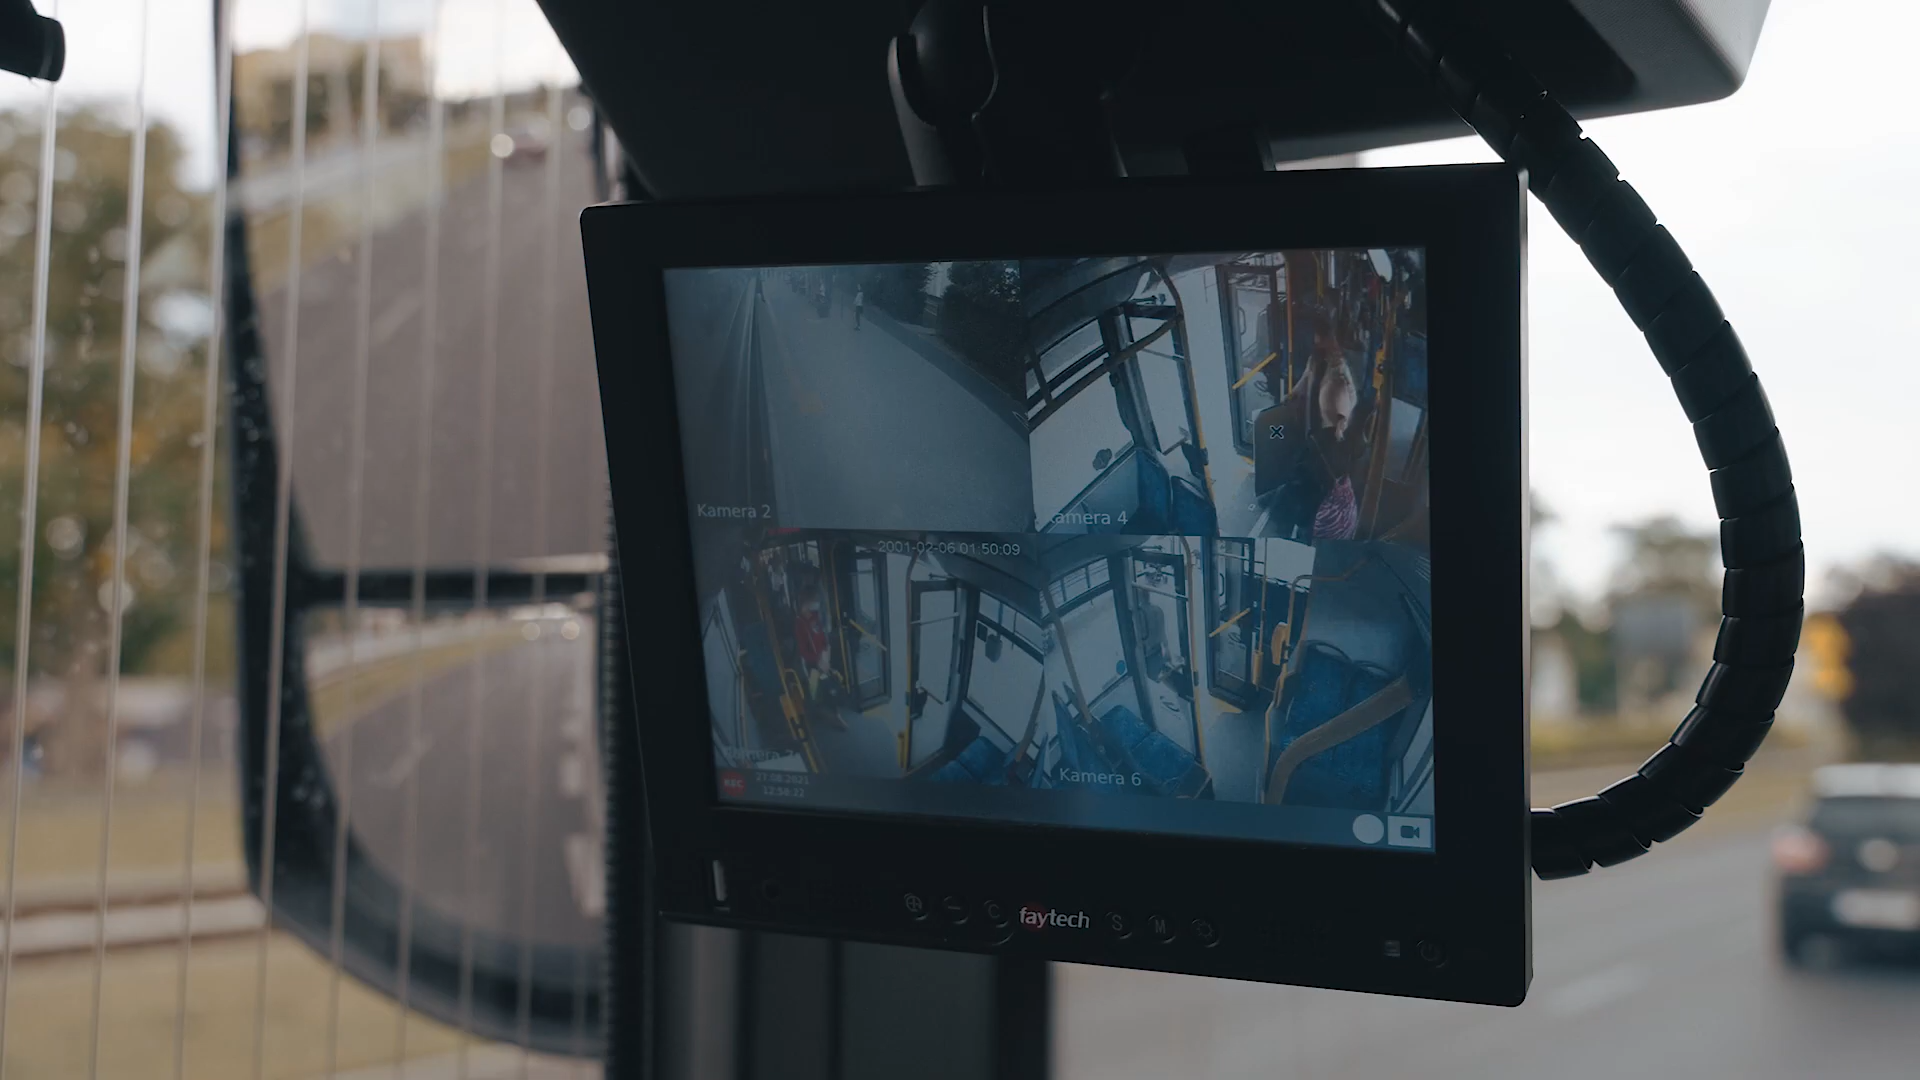 Kamera 2
Kamera 4
2001-02-06 01:50:09
REC
27.08.2021
12:58:22
Kamera 6
faytech
C S M